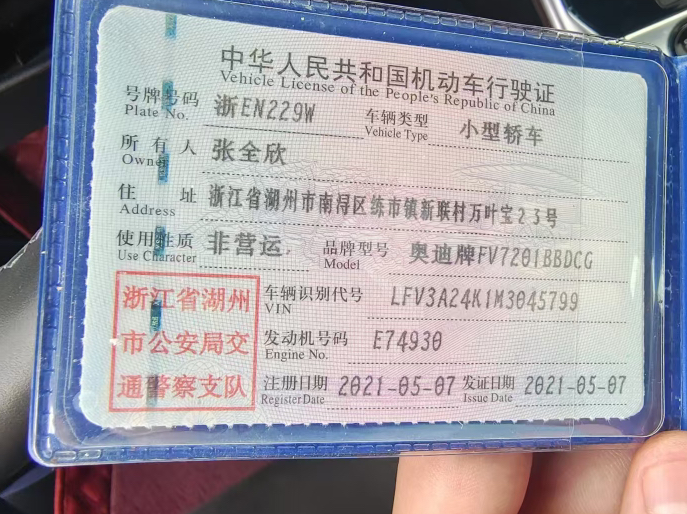 中华人民共和国机动车行驶证
Vehicle License of the People's Republic of China
号牌号码 浙EN229W 车辆类型 小型轿车
Plate No. Vehicle Type
所有人 张全欣
Owner
住址 浙江省湖州市南浔区练市镇新联村万叶宝23号
Address
使用性质 非营运 品牌型号 奥迪牌FV7201BBDCG
Use Character Model
浙江省湖州
市公安局交
通警察支队
车辆识别代号 LFV3A24K1M3045799
VIN
发动机号码 E74930
Engine No.
注册日期 2021-05-07 发证日期 2021-05-07
Register Date Issue Date